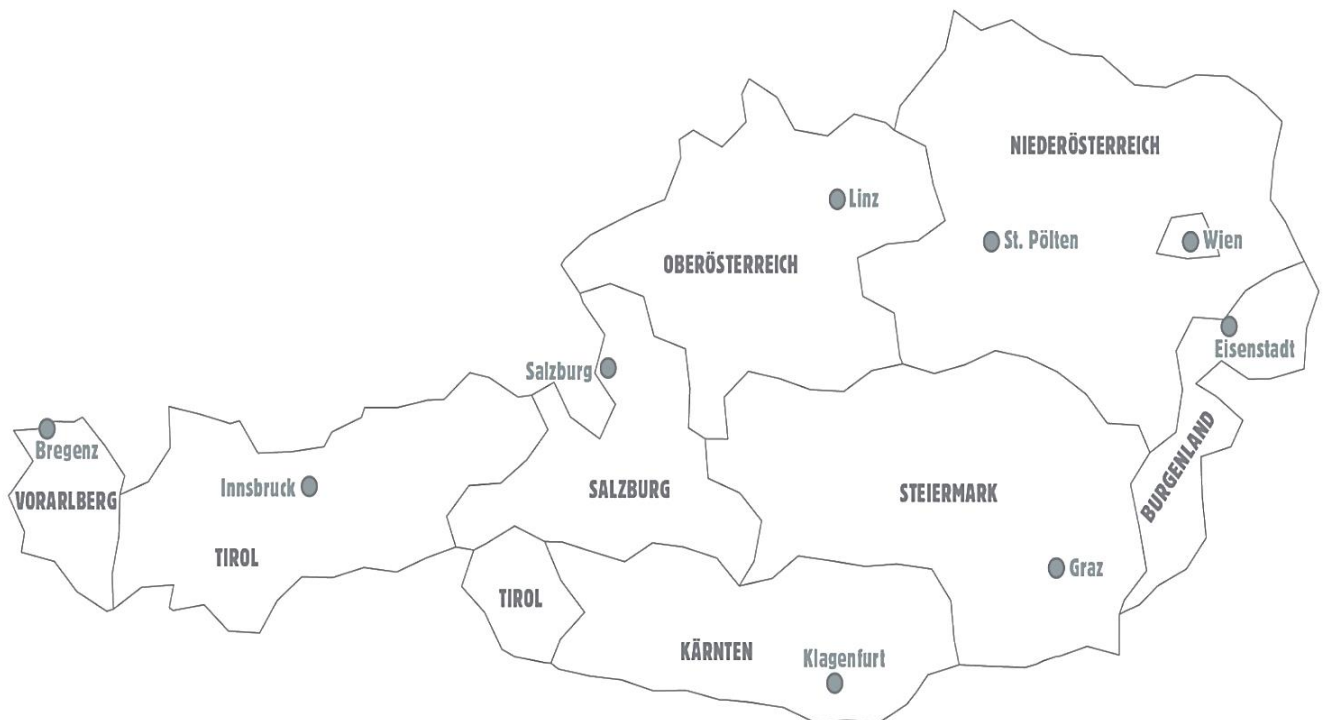 NIEDERÖSTERREICH
Linz
St. Pölten
Wien
OBERÖSTERREICH
Eisenstadt
Salzburg
Bregenz
BURGENLAND
Innsbruck
SALZBURG
STEIERMARK
VORARLBERG
TIROL
Graz
TIROL
KÄRNTEN
Klagenfurt